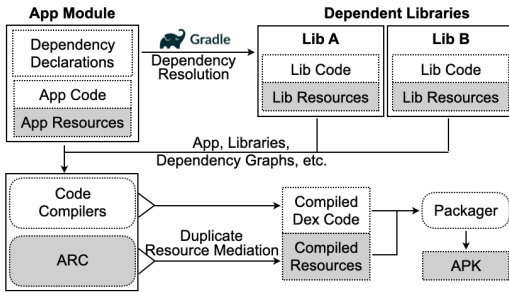 App Module
Dependent Libraries
Dependency
Declarations
App Code
App Resources
Gradle
Dependency
Resolution
Lib A
Lib Code
Lib Resources
Lib B
Lib Code
Lib Resources
App, Libraries,
Dependency Graphs, etc.
Code
Compilers
ARC
Duplicate
Resource Mediation
Compiled
Dex Code
Compiled
Resources
Packager
APK